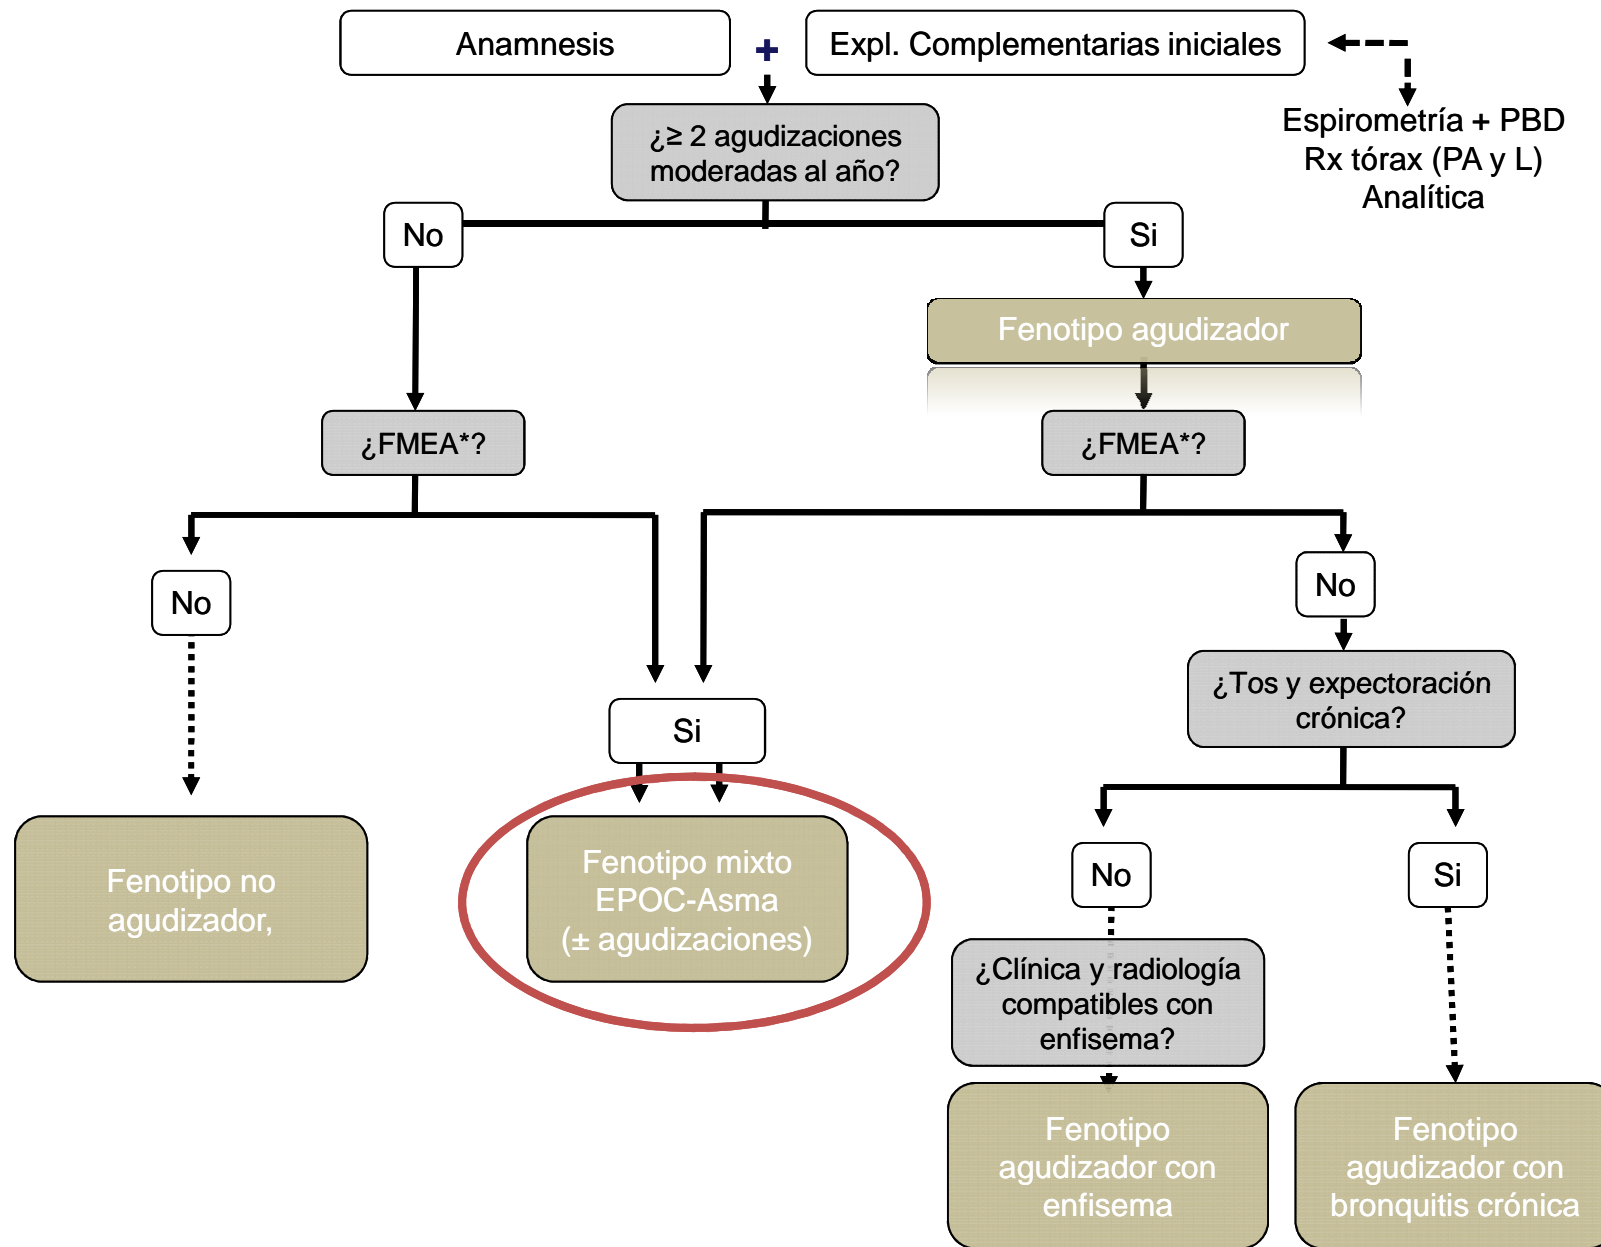 Anamnesis
+
Expl. Complementarias iniciales
Espirometría + PBD
Rx tórax (PA y L)
Analítica
¿≥ 2 agudizaciones
moderadas al año?
No
Si
Fenotipo agudizador
¿FMEA*?
¿FMEA*?
No
No
Si
¿Tos y expectoración
crónica?
Fenotipo no
agudizador,
Fenotipo mixto
EPOC-Asma
(± agudizaciones)
No
Si
¿Clínica y radiología
compatibles con
enfisema?
Fenotipo
agudizador con
enfisema
Fenotipo
agudizador con
bronquitis crónica